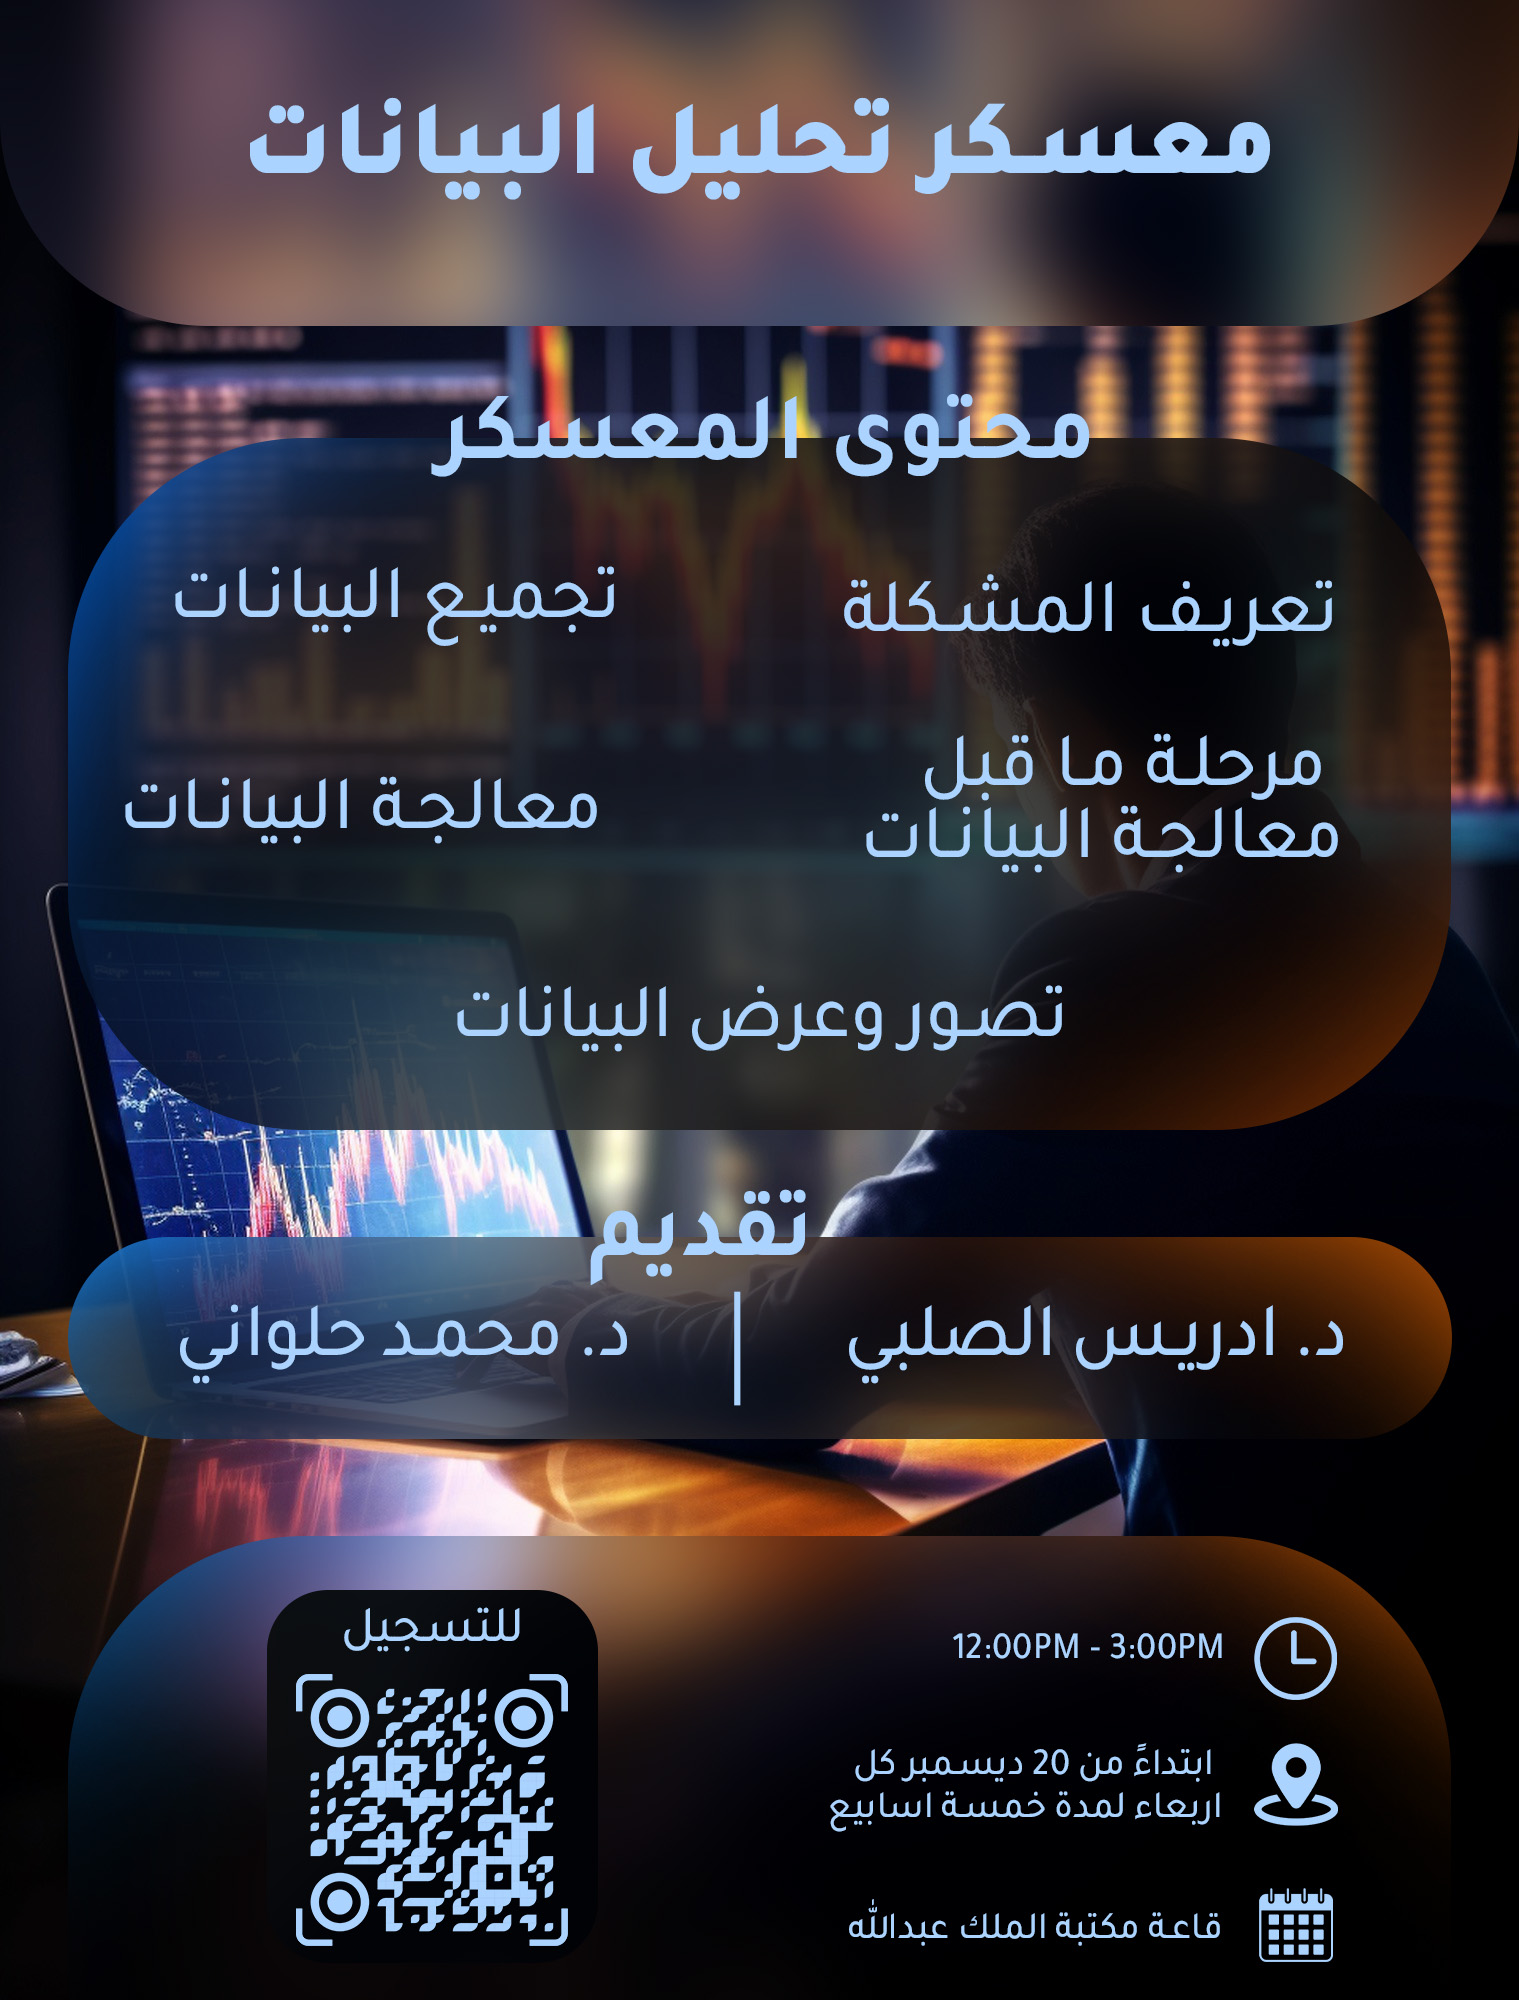 معسكر تحليل البيانات
محتوى المعسكر
تعريف المشكلة
تجميع البيانات
مرحلة ما قبل
معالجة البيانات
معالجة البيانات
تصور وعرض البيانات
تقديم
د. ادريس الصلبي
د. محمد حلواني
12:00PM - 3:00PM
ابتداءً من 20 ديسمبر كل
اربعاء لمدة خمسة اسابيع
قاعة مكتبة الملك عبدالله
للتسجيل